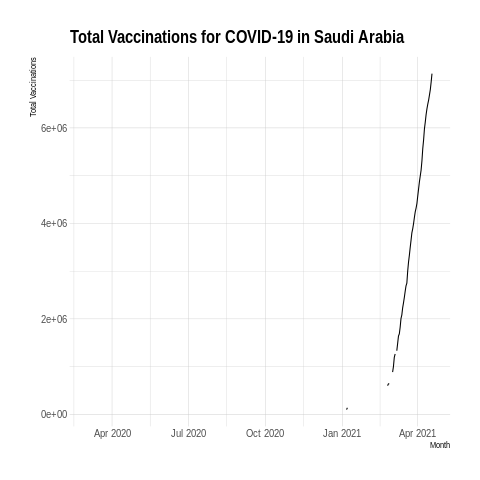 Total Vaccinations for COVID-19 in Saudi Arabia
Total Vaccinations
6e+06
4e+06
2e+06
0e+00
Apr 2020 Jul 2020 Oct 2020 Jan 2021 Apr 2021
Month